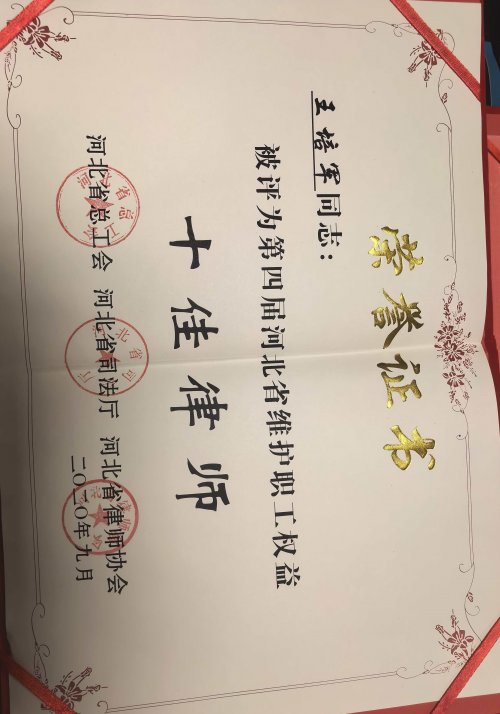 荣誉证书
王培军同志：
被评为第四届河北省维护职工权益
十佳律师
河北省总工会 河北省司法厅 河北省律师协会
二〇二〇年九月